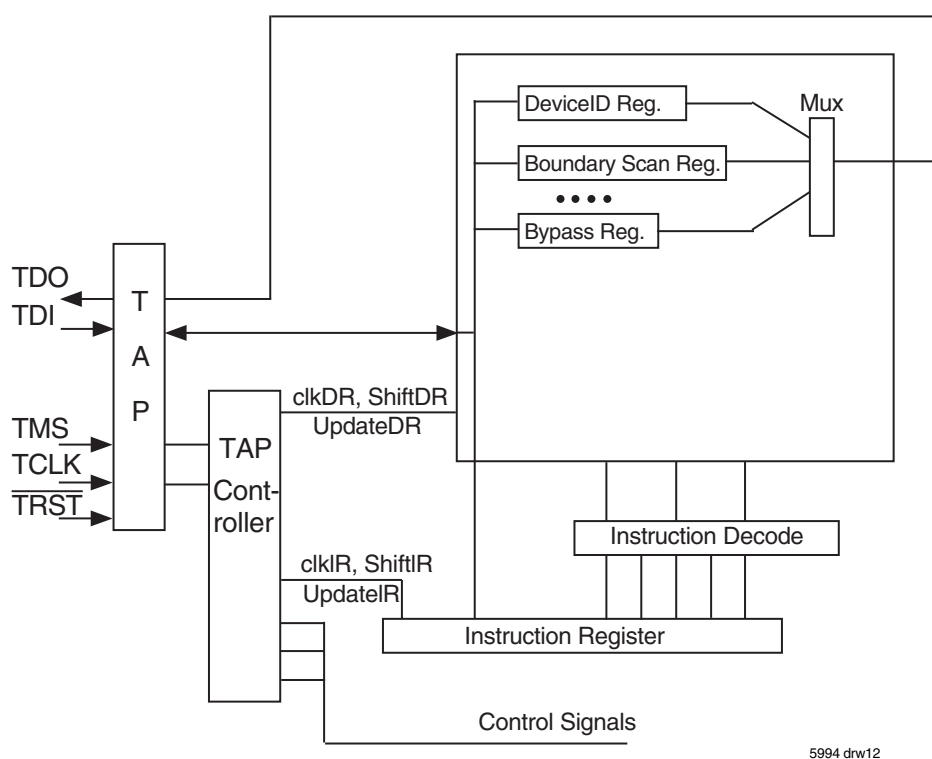 DeviceID Reg.
Mux
Boundary Scan Reg.
Bypass Reg.
TDO
TDI
T
A
P
TMS
TCLK
TRST
clkDR, ShiftDR
UpdateDR
TAP
Cont-
roller
Instruction Decode
clkIR, ShiftIR
UpdateIR
Instruction Register
Control Signals
5994 drw12